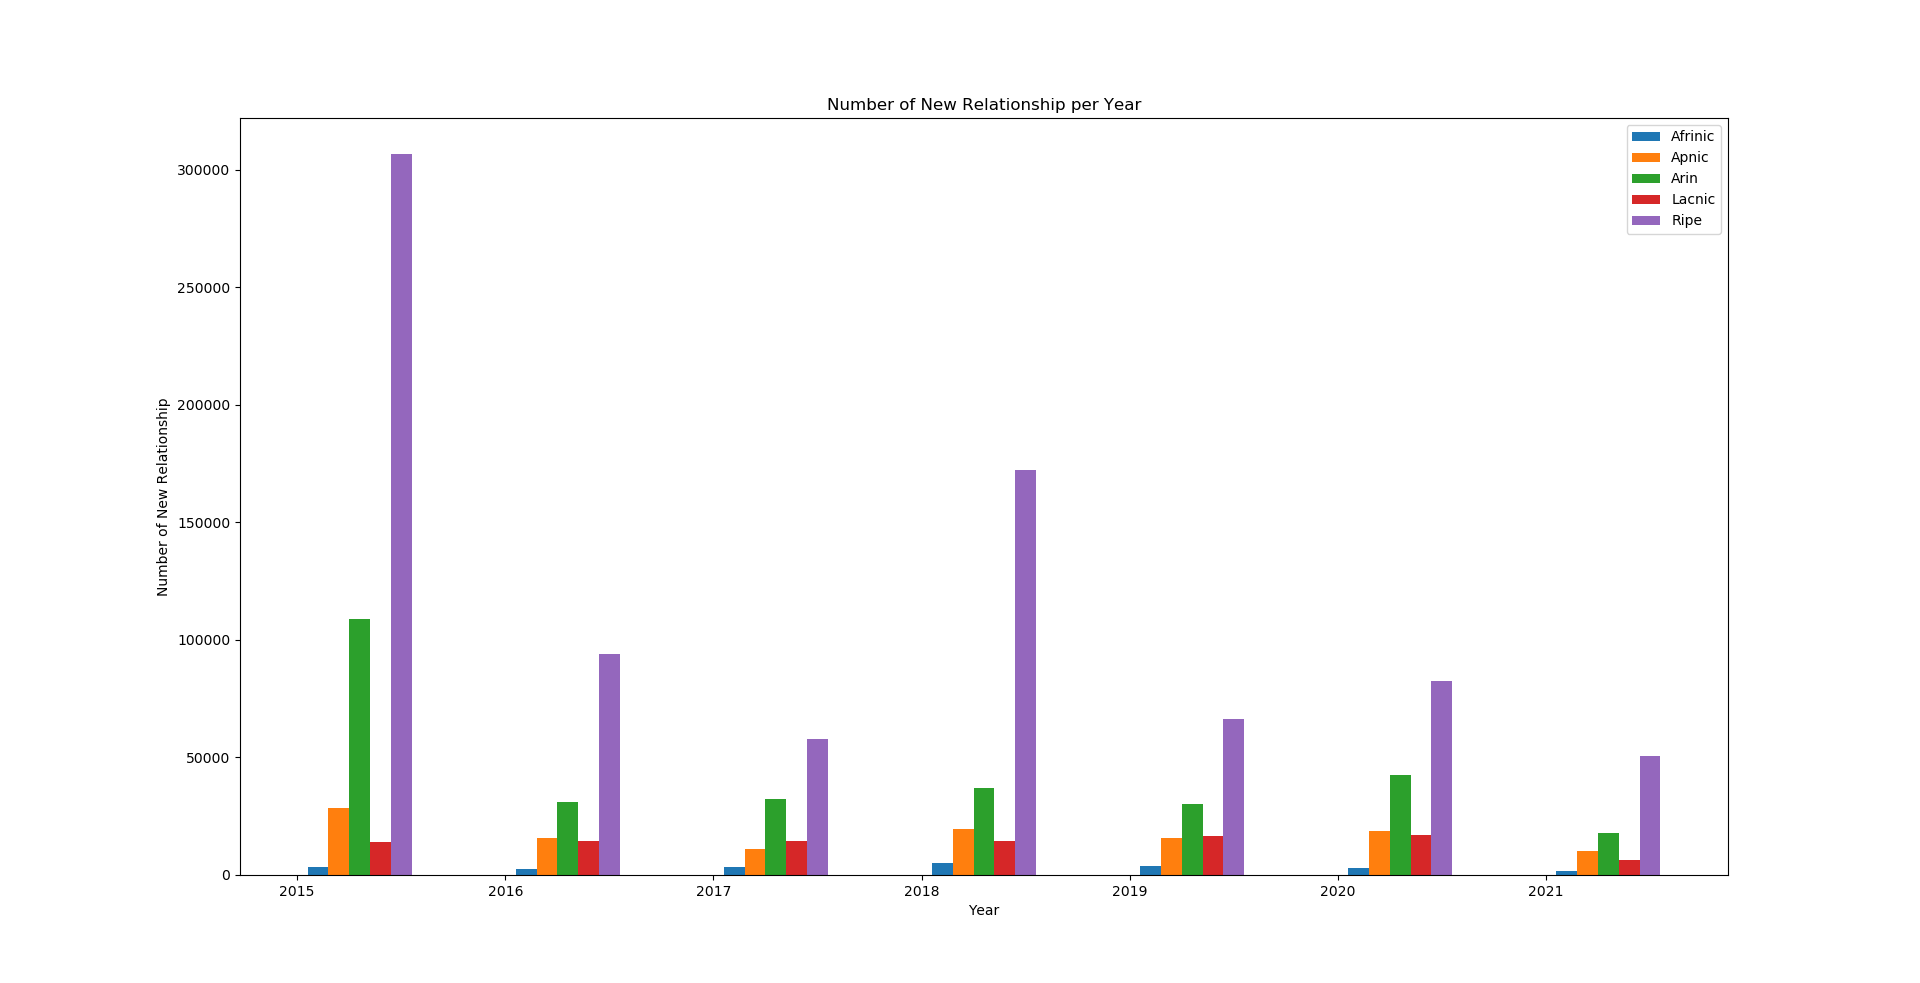 Number of New Relationship per Year
Afrinic
Apnic
Arin
Lacnic
Ripe
Number of New Relationship
300000
250000
200000
150000
100000
50000
0
2015 2016 2017 2018 2019 2020 2021
Year